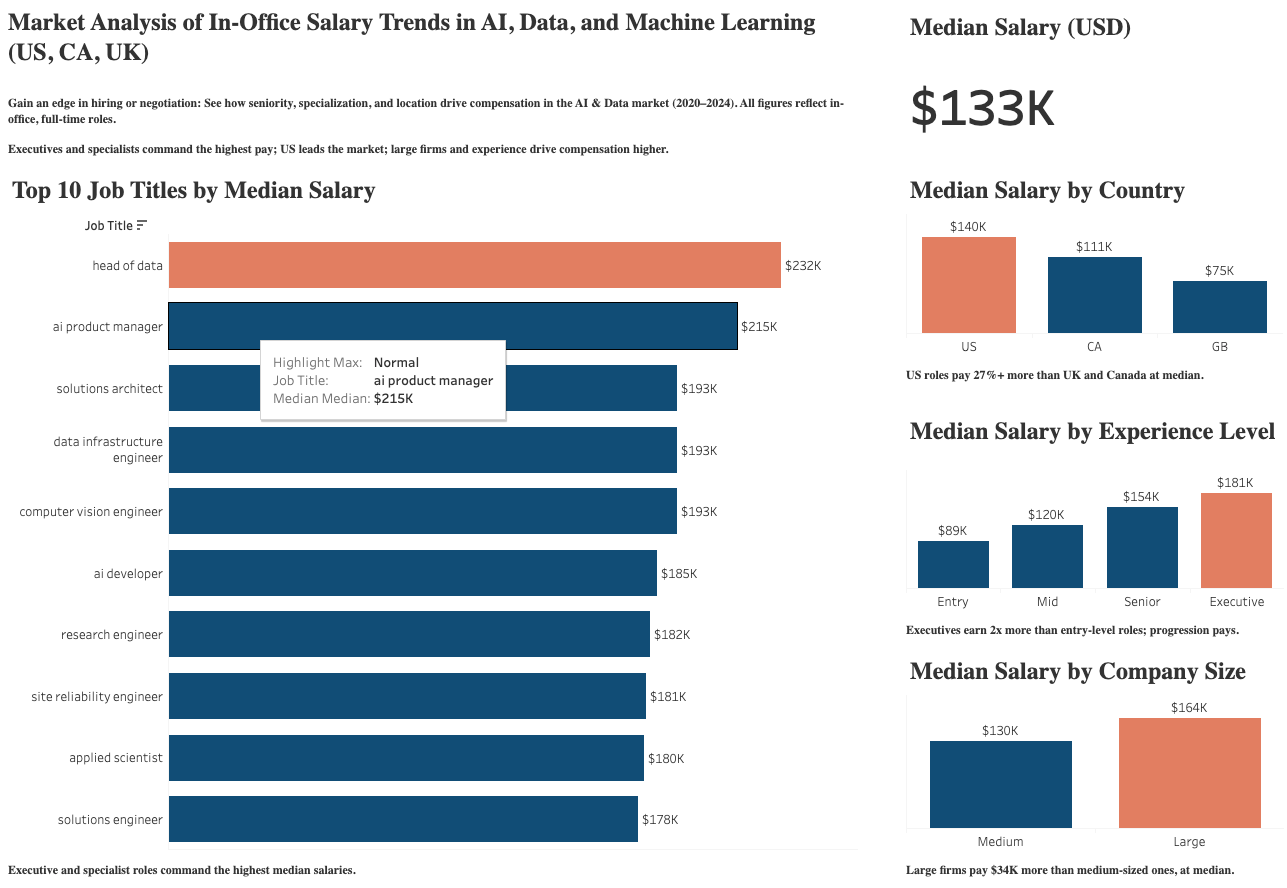 Market Analysis of In-Office Salary Trends in AI, Data, and Machine Learning
(US, CA, UK)
Gain an edge in hiring or negotiation: See how seniority, specialization, and location drive compensation in the AI & Data market (2020–2024). All figures reflect in-
office, full-time roles.
Executives and specialists command the highest pay; US leads the market; large firms and experience drive compensation higher.
Top 10 Job Titles by Median Salary
Job Title
head of data
$232K
ai product manager
$215K
Highlight Max: Normal
Job Title: ai product manager
Median Median: $215K
solutions architect
$193K
data infrastructure
engineer
$193K
computer vision engineer
$193K
ai developer
$185K
research engineer
$182K
site reliability engineer
$181K
applied scientist
$180K
solutions engineer
$178K
Executive and specialist roles command the highest median salaries.
Median Salary (USD)
$133K
Median Salary by Country
$140K
$111K
$75K
US
CA
GB
US roles pay 27%+ more than UK and Canada at median.
Median Salary by Experience Level
$89K
$120K
$154K
$181K
Entry
Mid
Senior
Executive
Executives earn 2x more than entry-level roles; progression pays.
Median Salary by Company Size
$130K
$164K
Medium
Large
Large firms pay $34K more than medium-sized ones, at median.